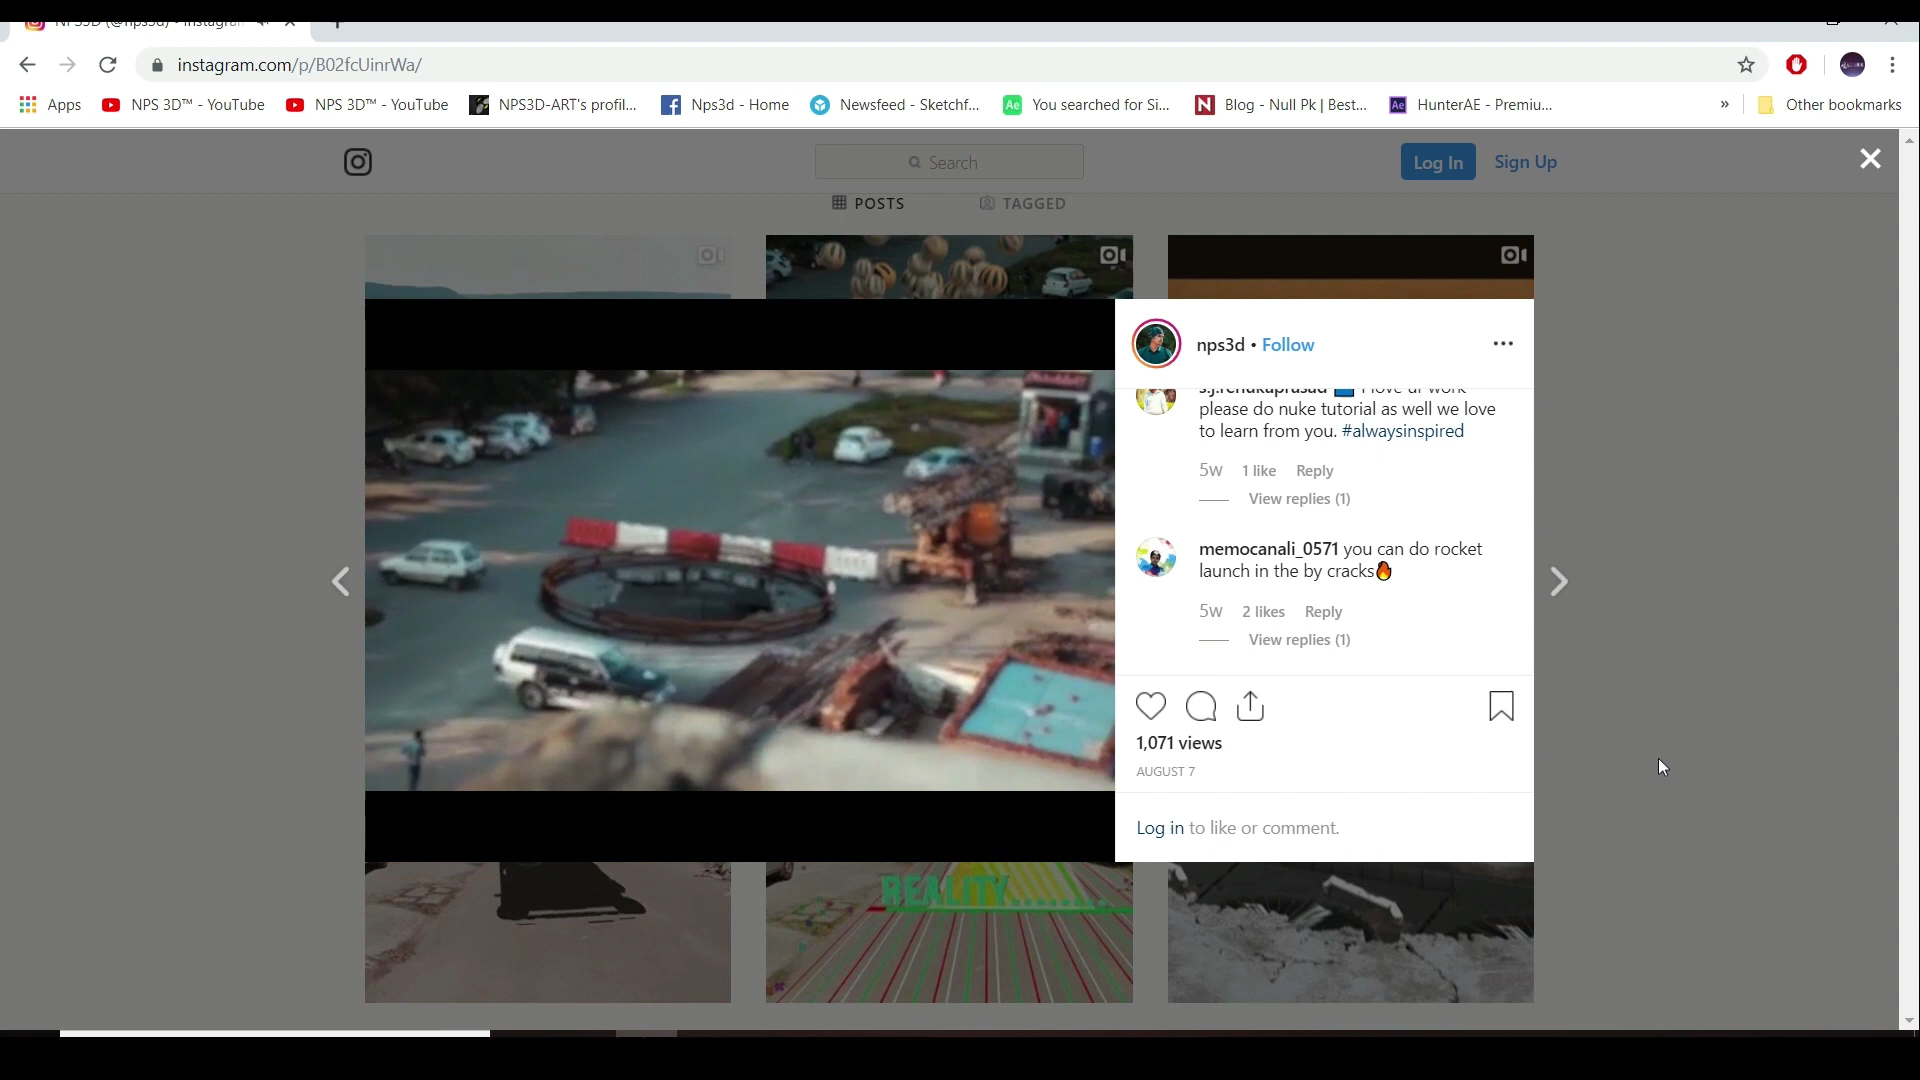 instagram.com/p/B02fcUinrWa/
Apps NPS 3D™ - YouTube NPS 3D™ - YouTube NPS3D-ART's profil... Nps3d - Home Newsfeed - Sketchf... You searched for Si... Blog - Null Pk | Best... HunterAE - Premiu... » Other bookmarks
Search Log In Sign Up
POSTS TAGGED
nps3d • Follow
please do nuke tutorial as well we love
to learn from you. #alwaysinspired
5w 1 like Reply
View replies (1)
memocanali_0571 you can do rocket
launch in the by cracks
5w 2 likes Reply
View replies (1)
1,071 views
AUGUST 7
Log in to like or comment.
REALITY........